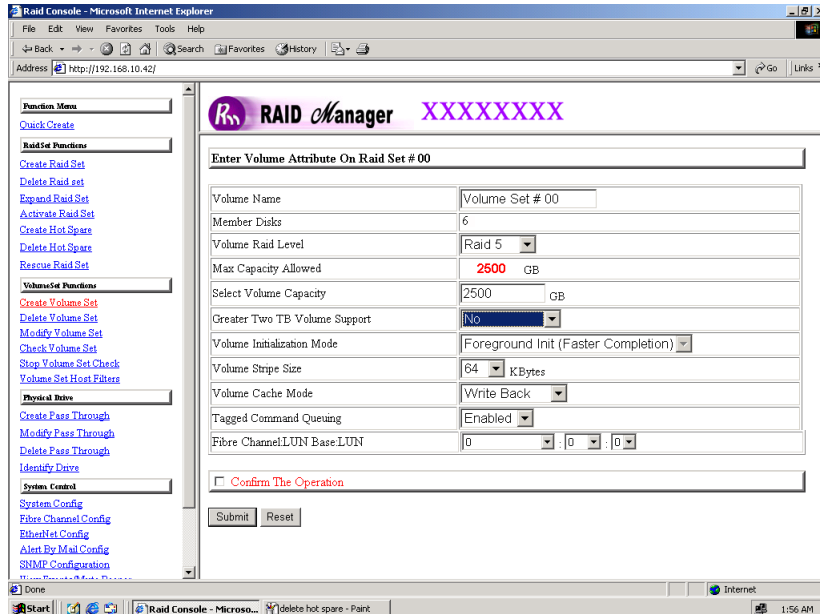 Raid Console - Microsoft Internet Explorer
File Edit View Favorites Tools Help
Back Search Favorites History
Address http://192.168.10.42/ Go Links
Function Menu
Quick Create
RaidSet Functions
Create Raid Set
Delete Raid set
Expand Raid Set
Activate Raid Set
Create Hot Spare
Delete Hot Spare
Rescue Raid Set
VolumeSet Functions
Create Volume Set
Delete Volume Set
Modify Volume Set
Check Volume Set
Stop Volume Set Check
Volume Set Host Filters
Physical Drive
Create Pass Through
Modify Pass Through
Delete Pass Through
Identify Drive
System Control
System Config
Fibre Channel Config
EtherNet Config
Alert By Mail Config
SNMP Configuration
RAID Manager XXXXXXXX
Enter Volume Attribute On Raid Set # 00
Volume Name Volume Set # 00
Member Disks 6
Volume Raid Level Raid 5
Max Capacity Allowed 2500 GB
Select Volume Capacity 2500 GB
Greater Two TB Volume Support No
Volume Initialization Mode Foreground Init (Faster Completion)
Volume Stripe Size 64 KBytes
Volume Cache Mode Write Back
Tagged Command Queuing Enabled
Fibre Channel:LUN Base:LUN 0 : 0 : 0
Confirm The Operation
Submit Reset
Done Internet
Start Raid Console - Microso... delete hot spare - Paint 1:56 AM